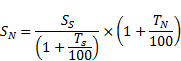 S_N = S_S / (1 + T_s/100) × (1 + T_N/100)